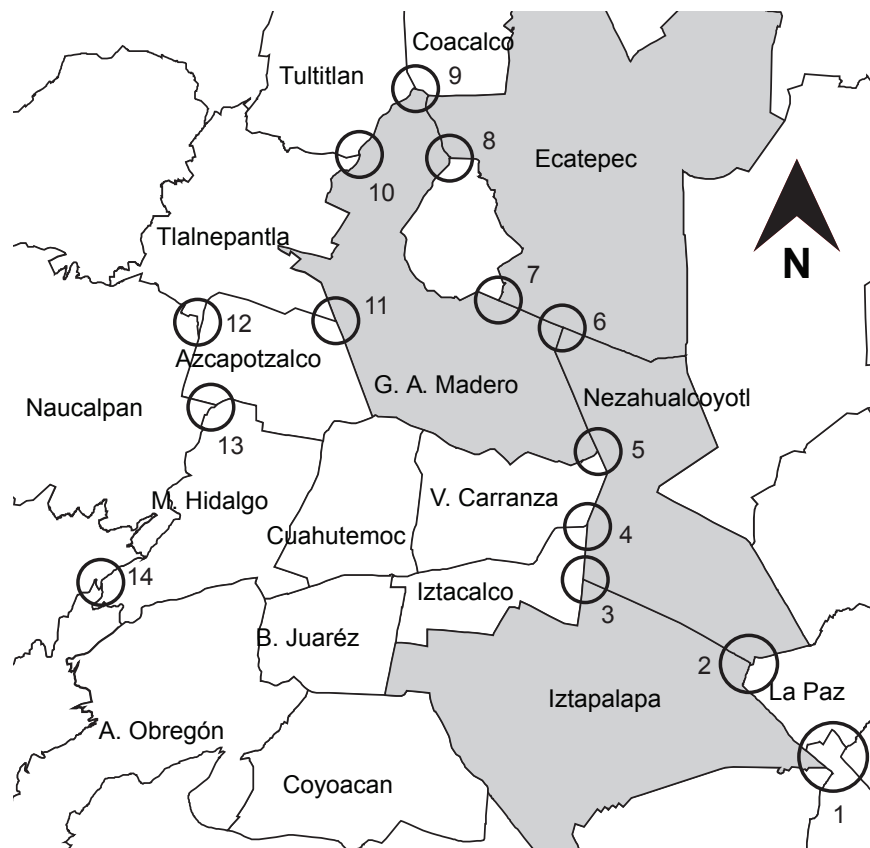 Coacalco
9
Tultitlan
8
Ecatepec
10
Tlalnepantla
N
7
11
6
12
Azcapotzalco
G. A. Madero
Nezahualcoyotl
Naucalpan
13
5
M. Hidalgo
V. Carranza
Cuahutemoc
4
14
Iztacalco
3
B. Juaréz
2
La Paz
Iztapalapa
A. Obregón
Coyoacan
1